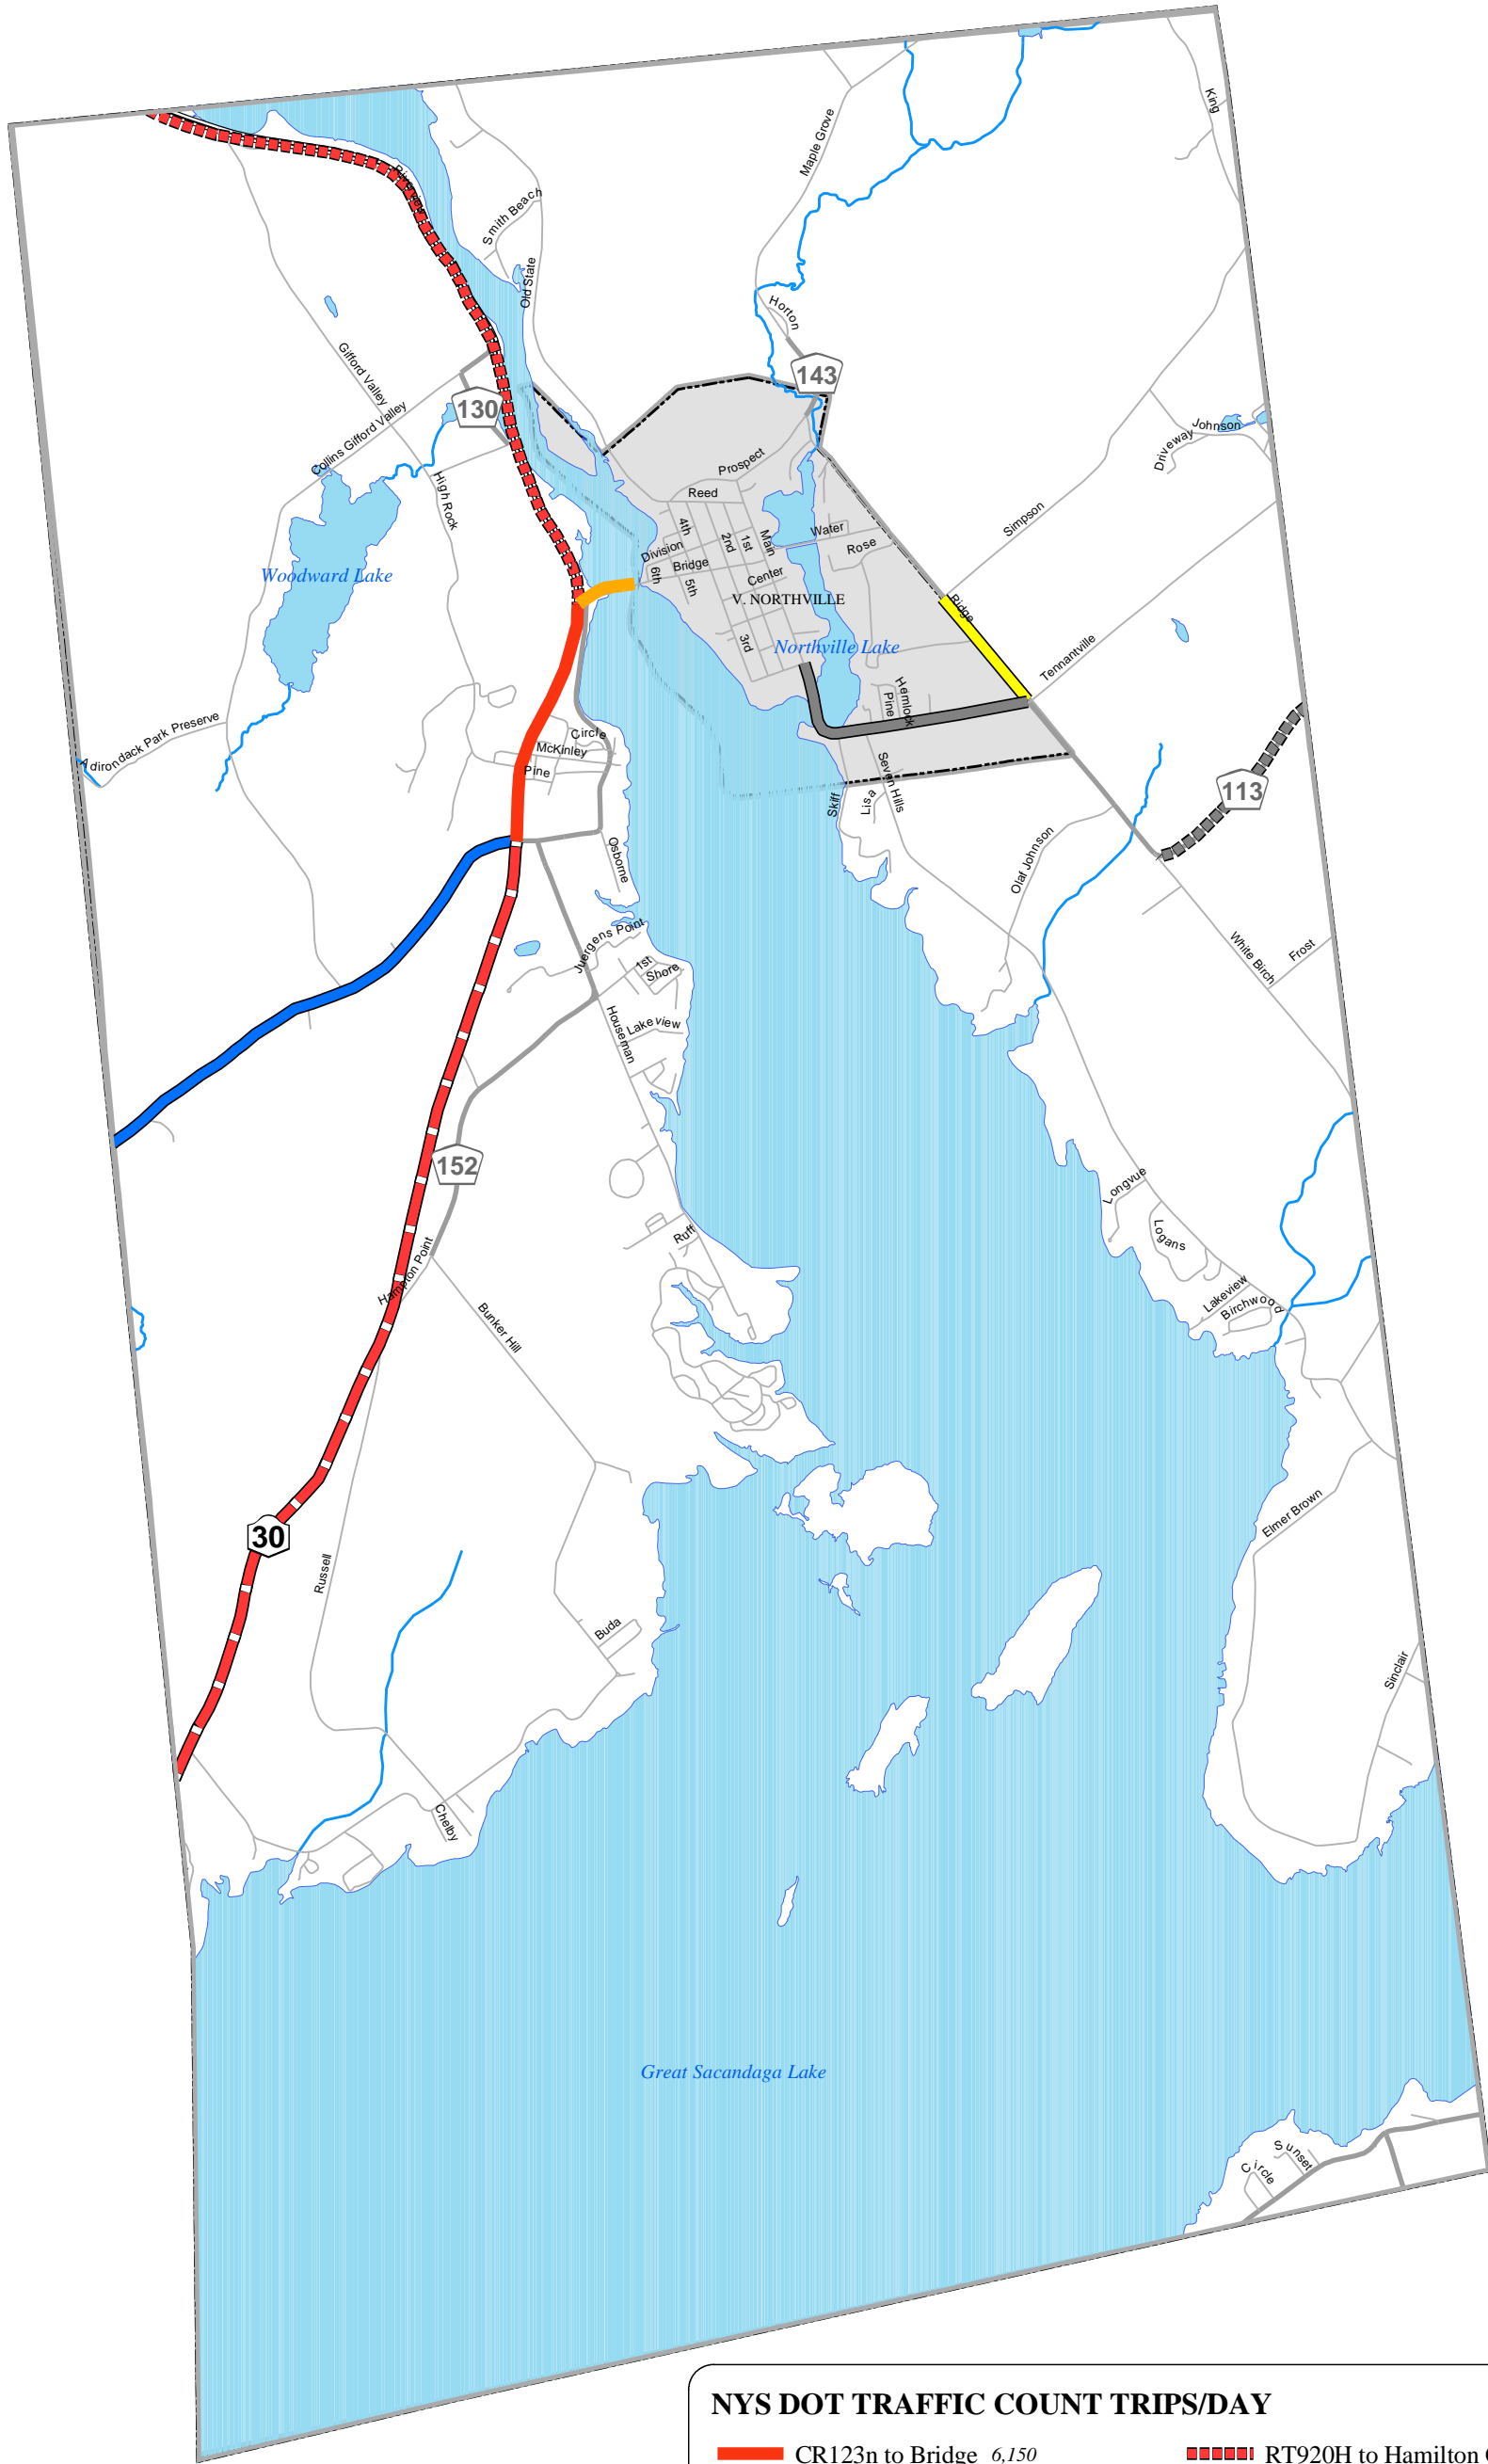 King
Maple Grove
Riverview
Smith Beach
Old State
Horton
143
Gifford Valley
130
Collins Gifford Valley
Johnson
Driveway
Prospect
High Rock
Reed
4th
2nd
1st
Main
Water
Simpson
Division
Rose
Bridge
6th
5th
Center
Woodward Lake
V. NORTHVILLE
Ridge
3rd
Northville Lake
Tennantville
Hemlock
Pine
Adirondack Park Preserve
Circle
McKinley
Pine
Seven Hills
113
Skiff
Lisa
Osborne
Olaf Johnson
Juergens Point
White Birch
Frost
1st
Shore
Houseman
Lakeview
152
Longvue
Ruff
Logans
Hampton Point
Lakeview
Birchwood
Bunker Hill
Elmer Brown
30
Russell
Buda
Sinclair
Chelby
Great Sacandaga Lake
Sunset
Circle
NYS DOT TRAFFIC COUNT TRIPS/DAY
CR123n to Bridge 6,150
RT920H to Hamilton